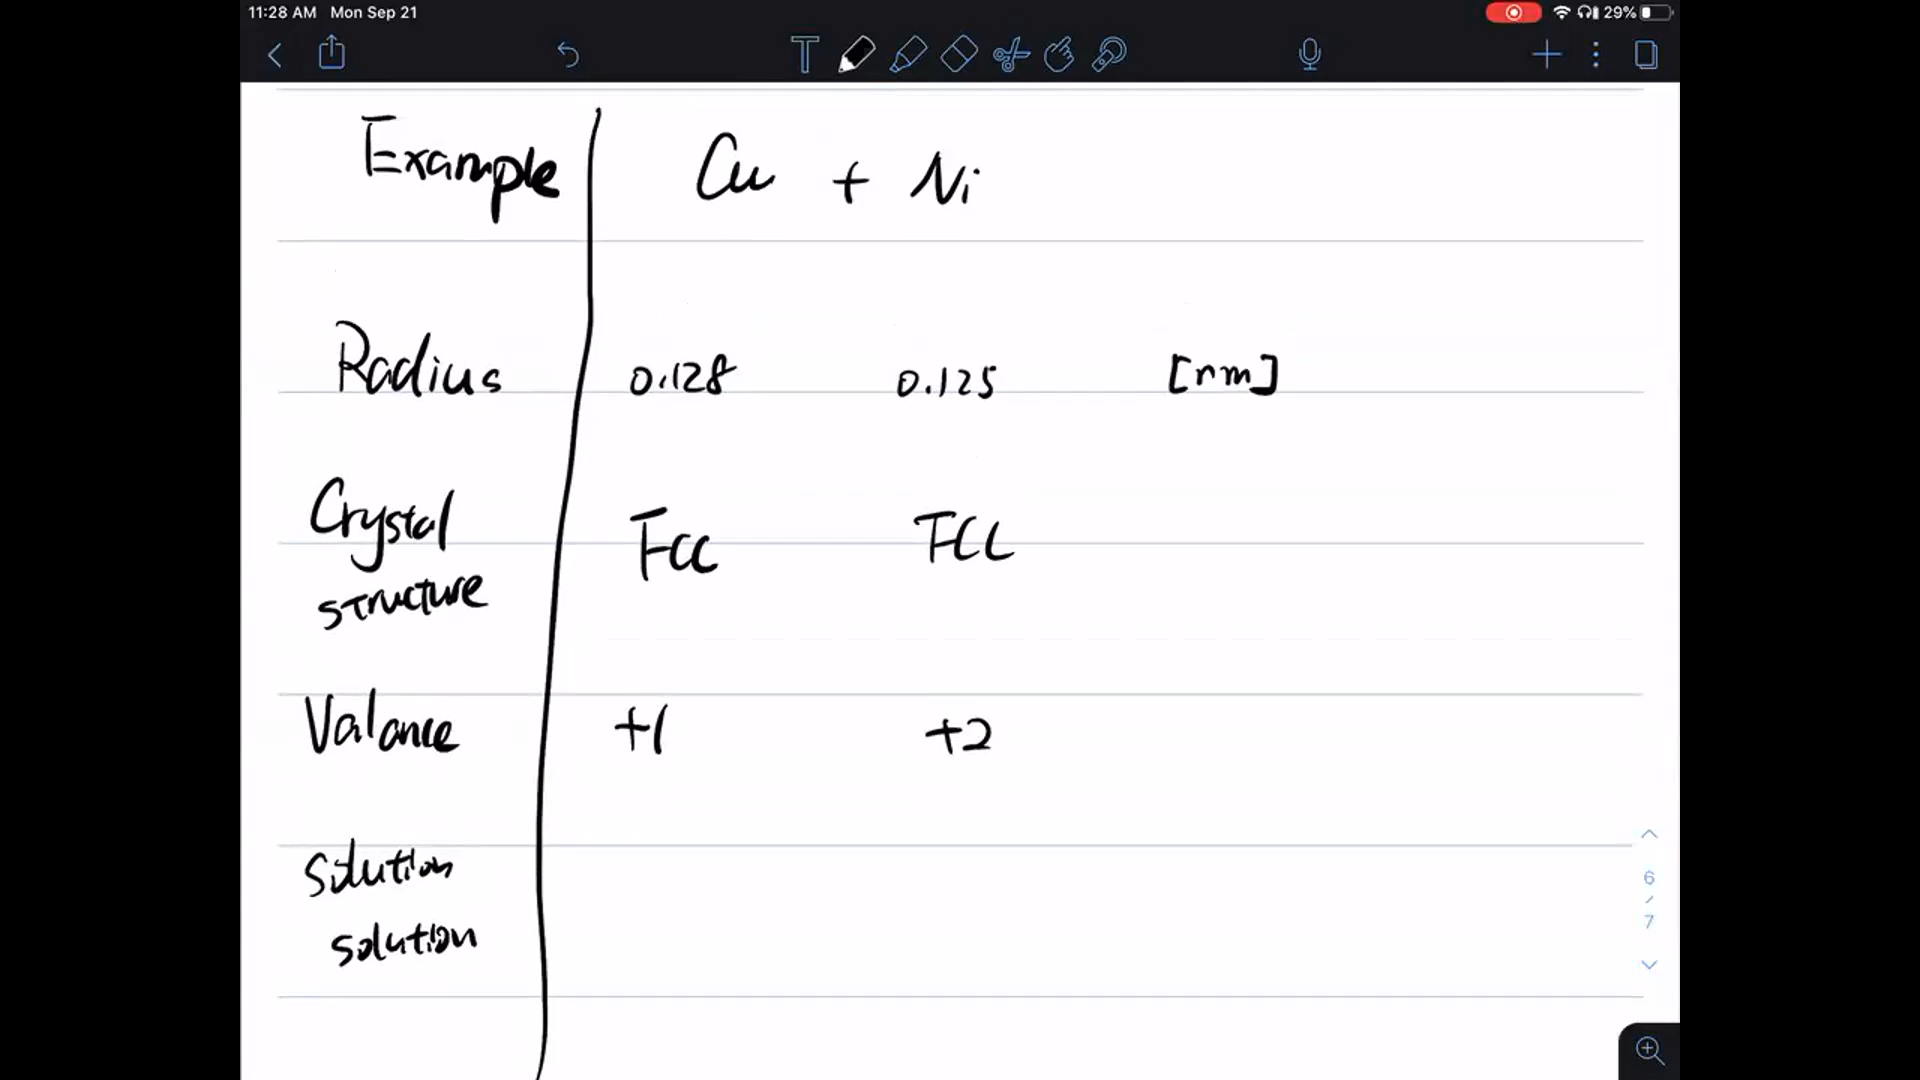 11:28 AM Mon Sep 21 29%
T
Example Cu + Ni
Radius 0.128 0.125 [nm]
Crystal
structure Fcc FCC
Valance +1 +2
Solution
solution
6
/
7